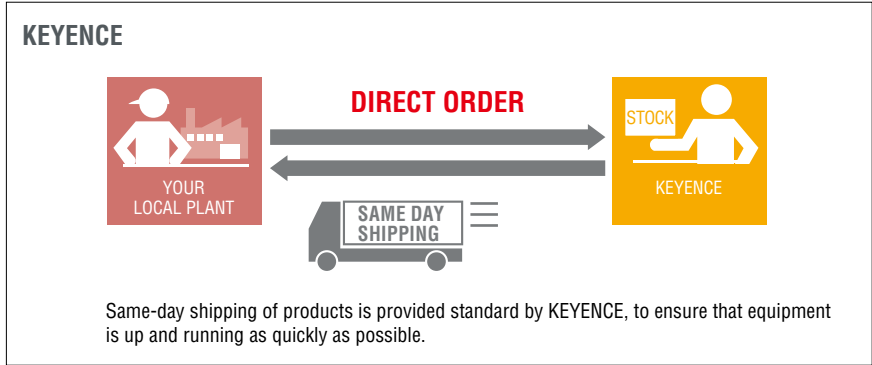 KEYENCE
DIRECT ORDER
STOCK
YOUR
LOCAL PLANT
KEYENCE
SAME DAY
SHIPPING
Same-day shipping of products is provided standard by KEYENCE, to ensure that equipment
is up and running as quickly as possible.